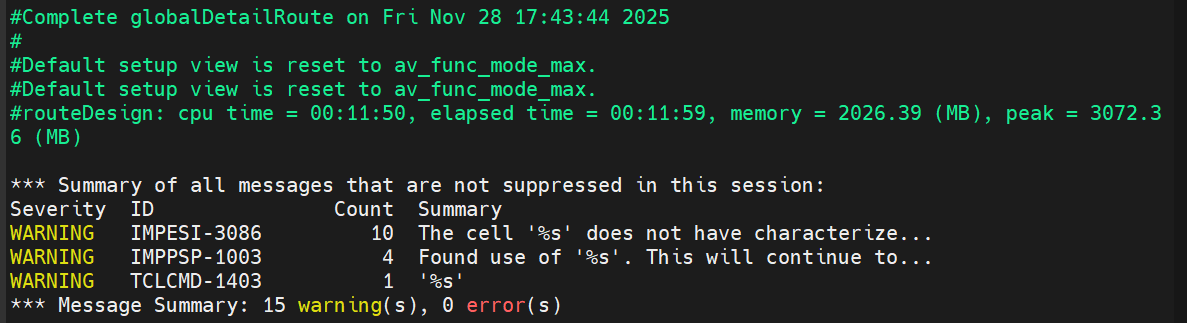 #Complete globalDetailRoute on Fri Nov 28 17:43:44 2025
#
#Default setup view is reset to av_func_mode_max.
#Default setup view is reset to av_func_mode_max.
#routeDesign: cpu time = 00:11:50, elapsed time = 00:11:59, memory = 2026.39 (MB), peak = 3072.3
6 (MB)

*** Summary of all messages that are not suppressed in this session:
Severity  ID               Count  Summary
WARNING   IMPESI-3086         10  The cell '%s' does not have characterize...
WARNING   IMPPSP-1003          4  Found use of '%s'. This will continue to...
WARNING   TCLCMD-1403          1  '%s'
*** Message Summary: 15 warning(s), 0 error(s)